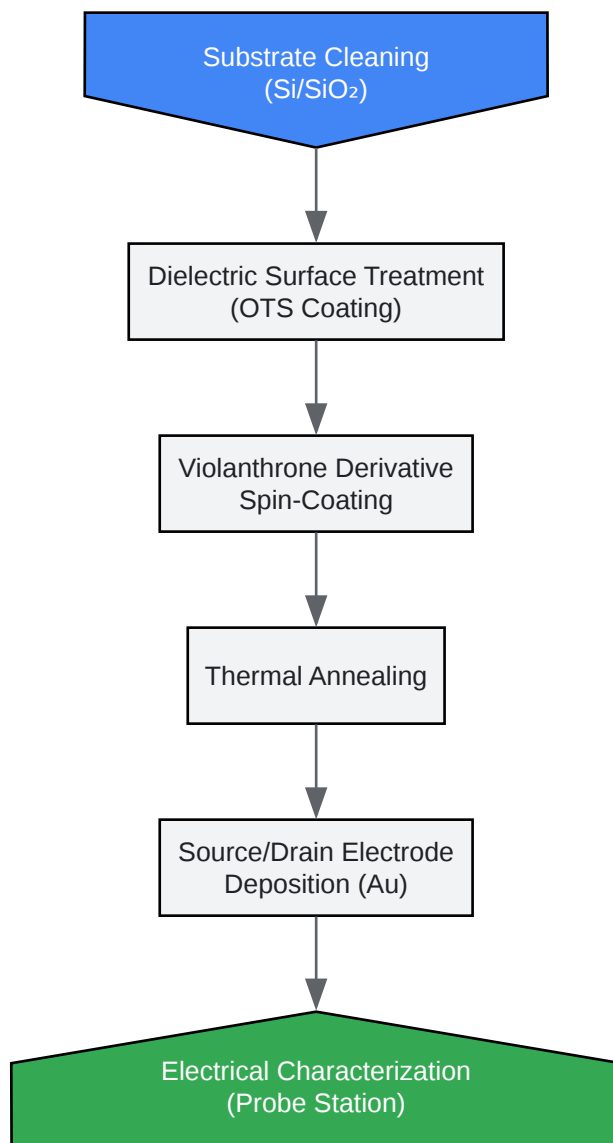 Substrate Cleaning
(Si/SiO₂)
Dielectric Surface Treatment
(OTS Coating)
Violanthrone Derivative
Spin-Coating
Thermal Annealing
Source/Drain Electrode
Deposition (Au)
Electrical Characterization
(Probe Station)